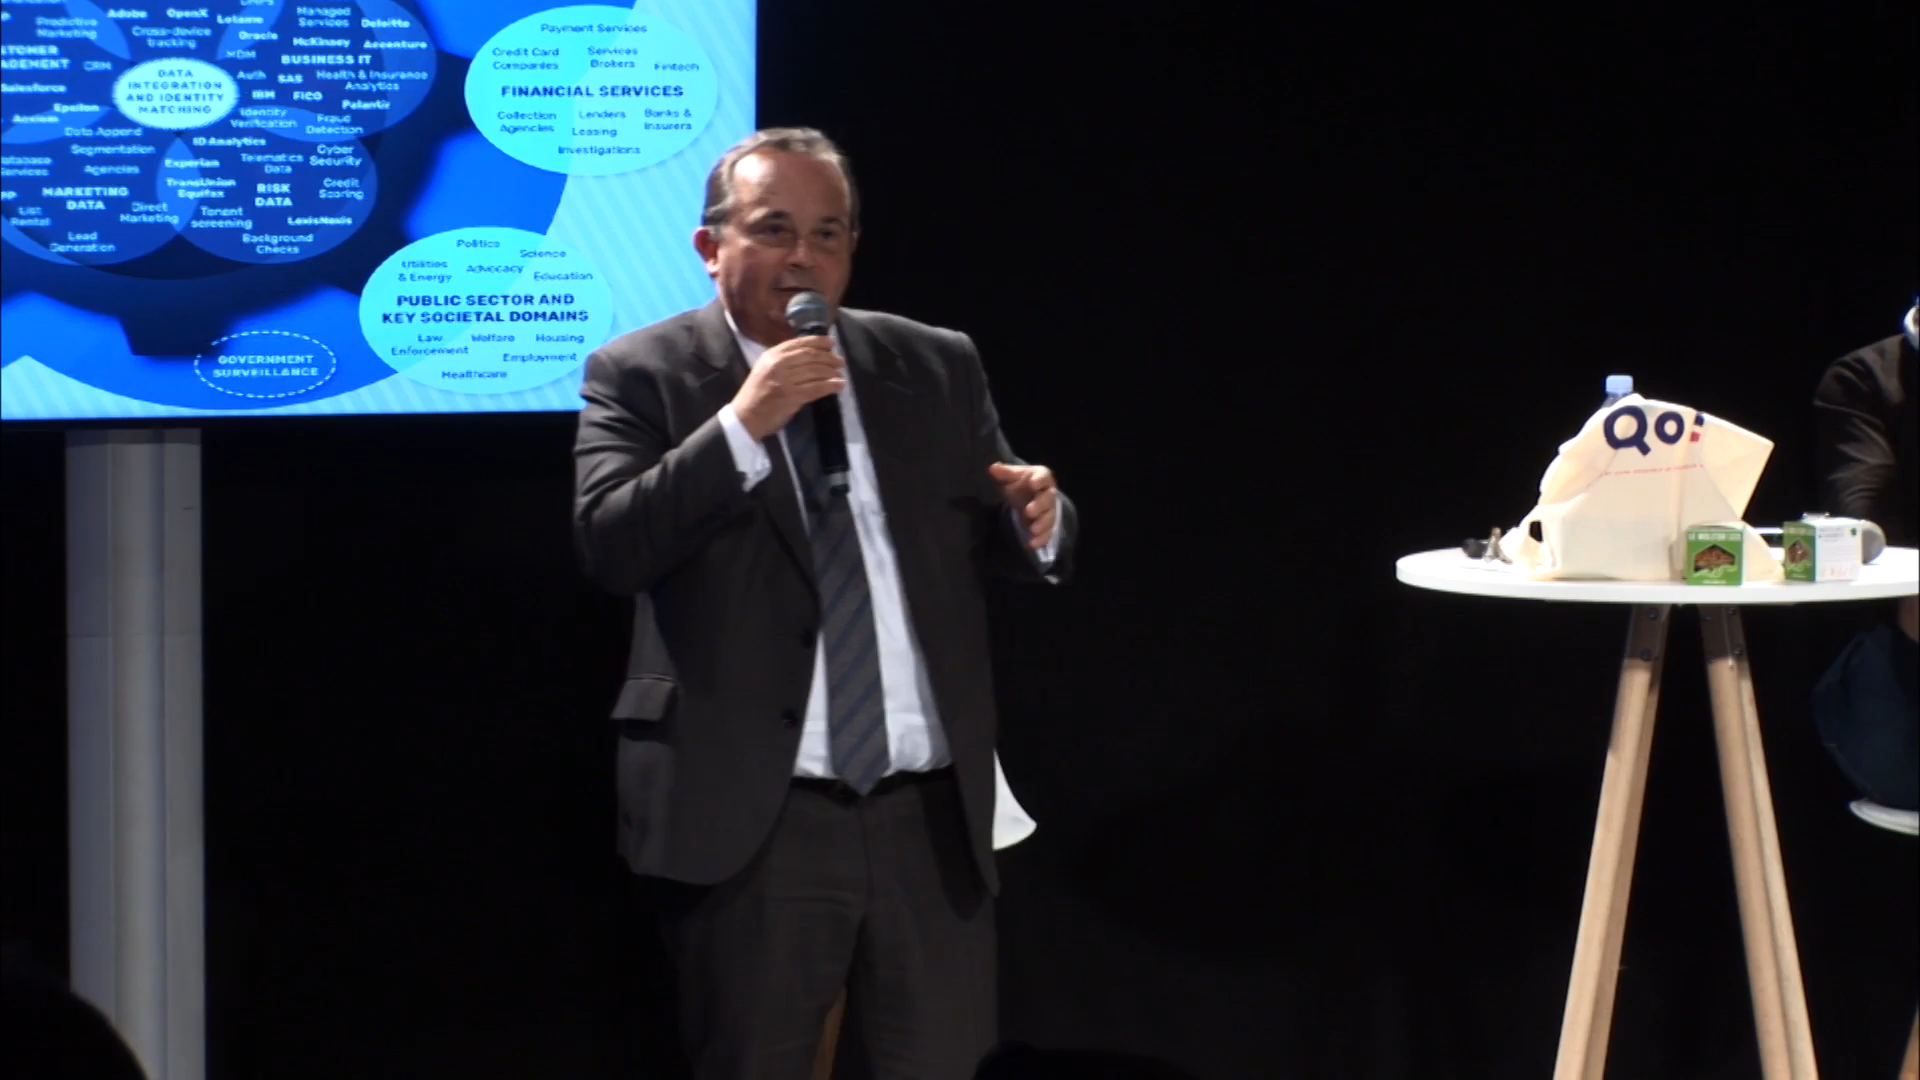 Adobe
OpenX
Lotame
Predictive
Marketing
Cross-device
tracking
Oracle
Managed
Services
Deloitte
McKinsey
Accenture
MDM
BUSINESS IT
CRM
DATA
INTEGRATION
AND IDENTITY
MATCHING
Auth
SAS
Health & Insurance
Analytics
Salesforce
IBM
FICO
Palantir
Epsilon
Identity
Verification
Fraud
Detection
Acxiom
Data Append
ID Analytics
Segmentation
Cyber
Security
Experian
Telematics
Data
Services
Agencies
TransUnion
Equifax
RISK
DATA
Credit
Scoring
MARKETING
DATA
List
Rental
Direct
Marketing
Tenant
screening
LexisNexis
Lead
Generation
Background
Checks
Payment Services
Credit Card
Companies
Services
Brokers
Fintech
FINANCIAL SERVICES
Collection
Agencies
Lenders
Leasing
Banks &
Insurers
Investigations
Politics
Science
Utilities
& Energy
Advocacy
Education
PUBLIC SECTOR AND
KEY SOCIETAL DOMAINS
Law
Enforcement
Welfare
Housing
Employment
Healthcare
GOVERNMENT
SURVEILLANCE
Qo